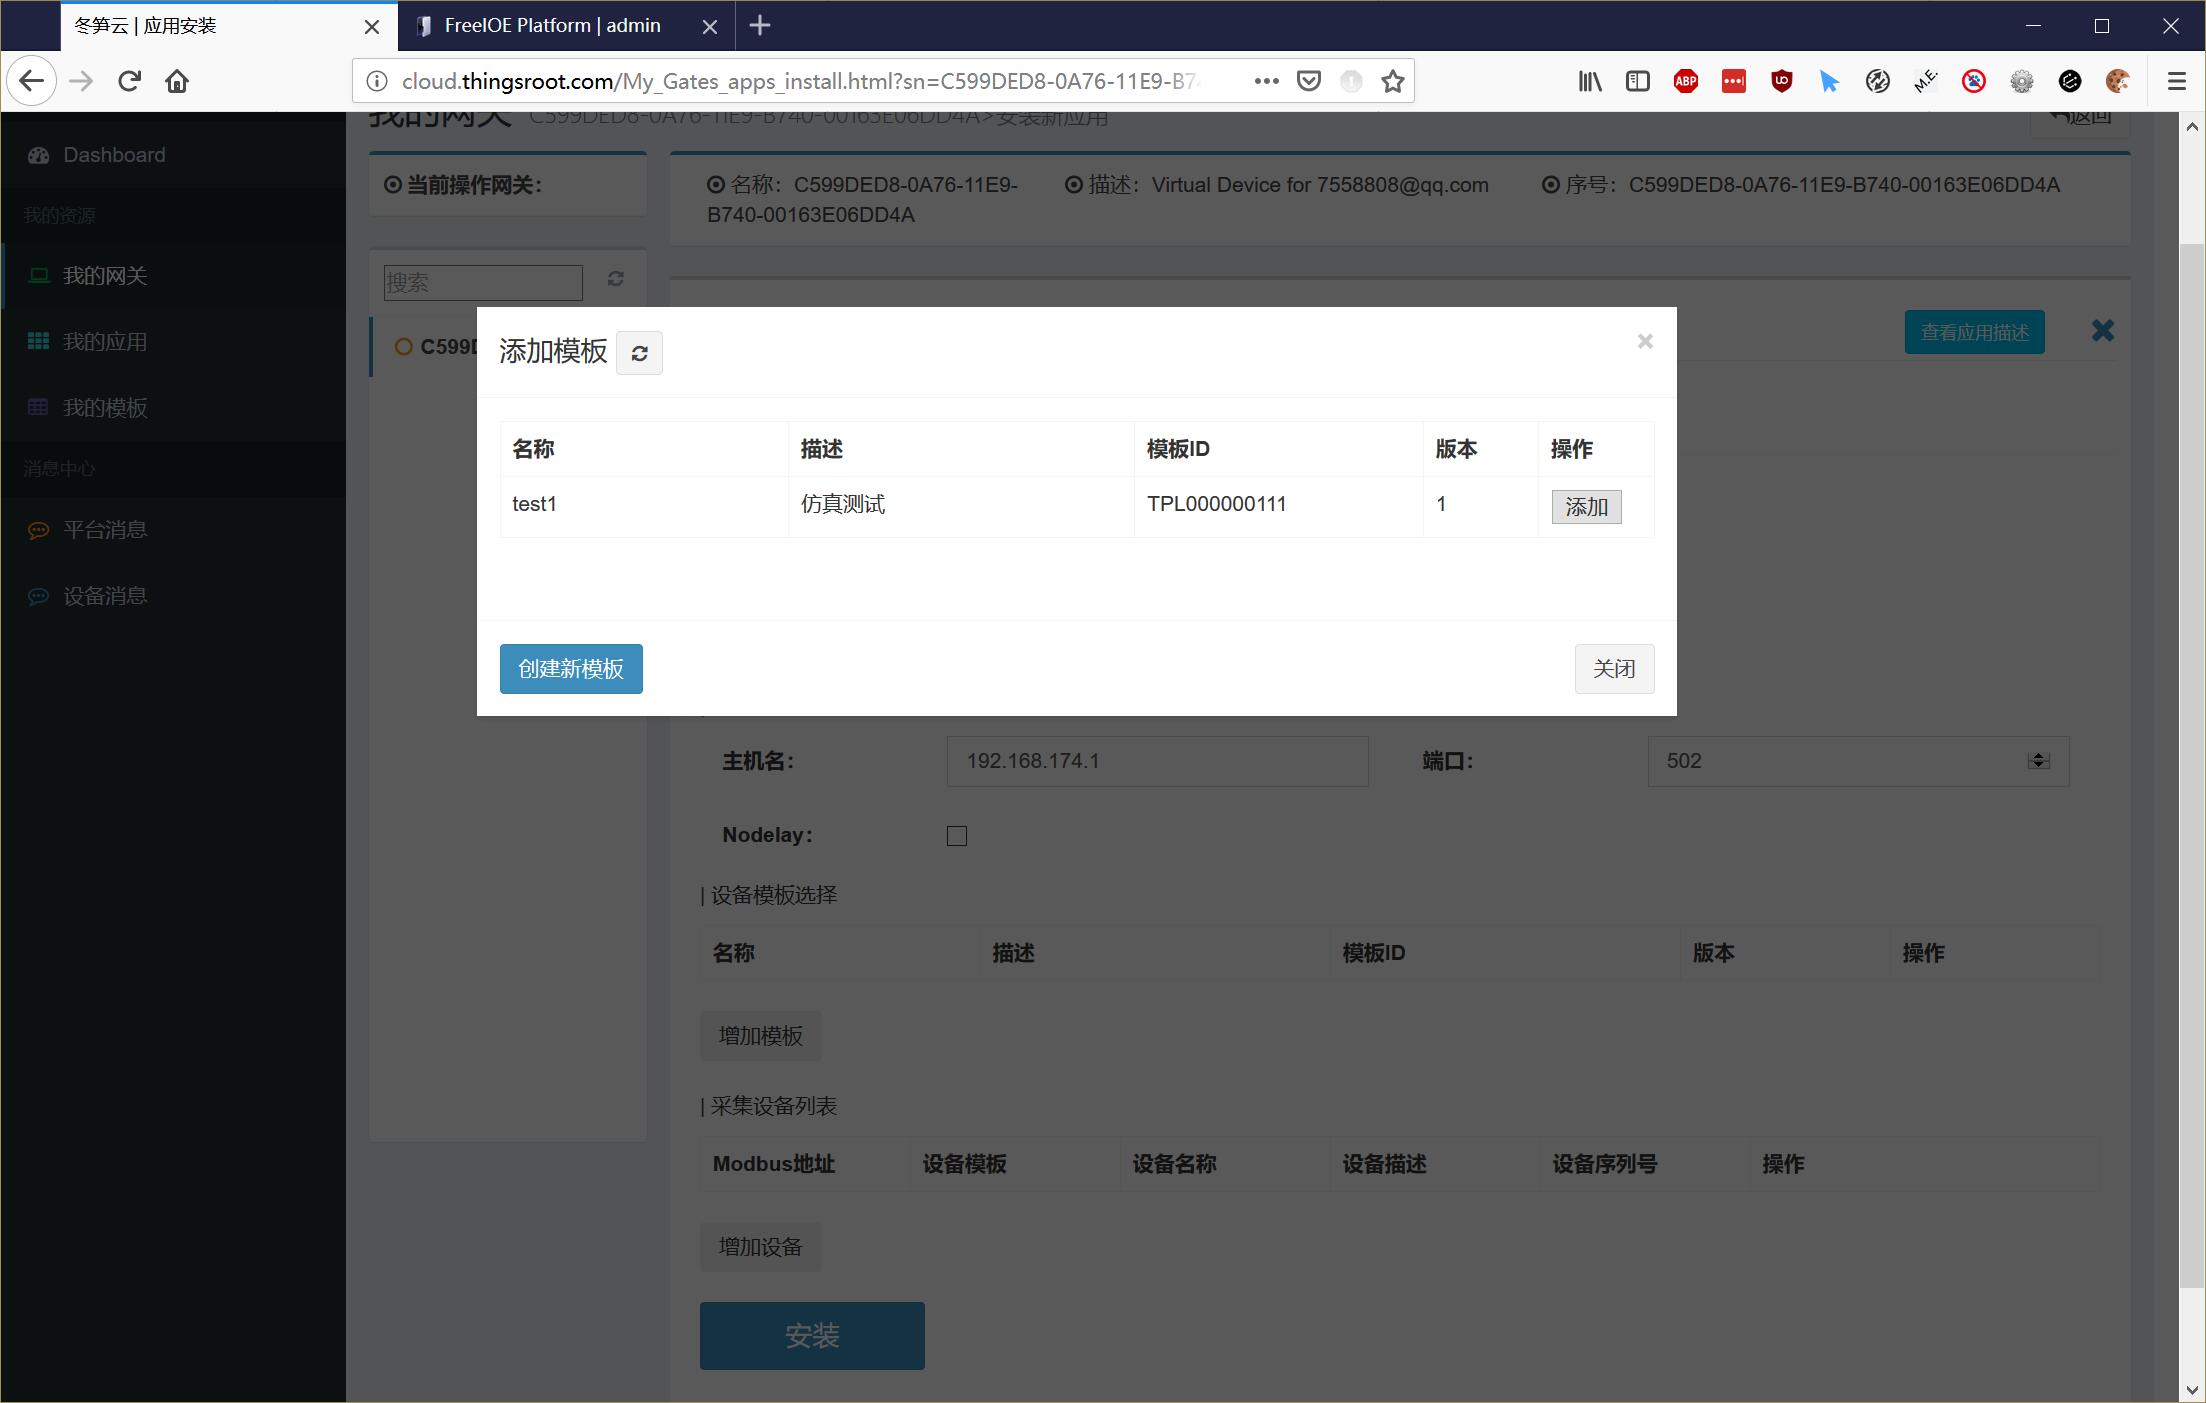 冬笋云 | 应用安装
FreeIOE Platform | admin
cloud.thingsroot.com/My_Gates_apps_install.html?sn=C599DED8-0A76-11E9-B7
ABP
M.E.
我的网关 C599DED8-0A76-11E9-B740-00163E06DD4A>安装新应用
返回
Dashboard
我的资源
我的网关
我的应用
我的模板
消息中心
平台消息
设备消息
当前操作网关：
名称：C599DED8-0A76-11E9-
B740-00163E06DD4A
描述：Virtual Device for 7558808@qq.com
序号：C599DED8-0A76-11E9-B740-00163E06DD4A
搜索
C599D
查看应用描述
添加模板
名称 描述 模板ID 版本 操作
test1 仿真测试 TPL000000111 1 添加
创建新模板
关闭
主机名： 192.168.174.1 端口： 502
Nodelay：
| 设备模板选择
名称 描述 模板ID 版本 操作
增加模板
| 采集设备列表
Modbus地址 设备模板 设备名称 设备描述 设备序列号 操作
增加设备
安装